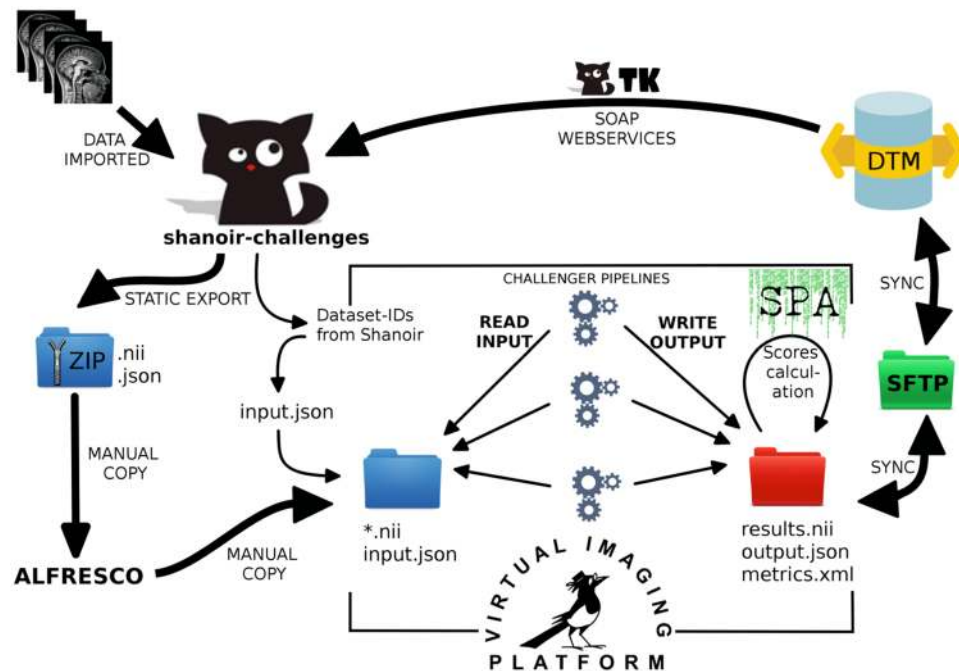 TK
SOAP
WEBSERVICES
DATA
IMPORTED
DTM
shanoir-challenges
STATIC EXPORT
CHALLENGER PIPELINES
SPA
SYNC
Dataset-IDs
from Shanoir
READ
INPUT
WRITE
OUTPUT
Scores
calcul-
ation
ZIP
.nii
.json
SFTP
input.json
MANUAL
COPY
SYNC
*.nii
input.json
results.nii
output.json
metrics.xml
MANUAL
COPY
ALFRESCO
VIRTUAL IMAGING
PLATFORM